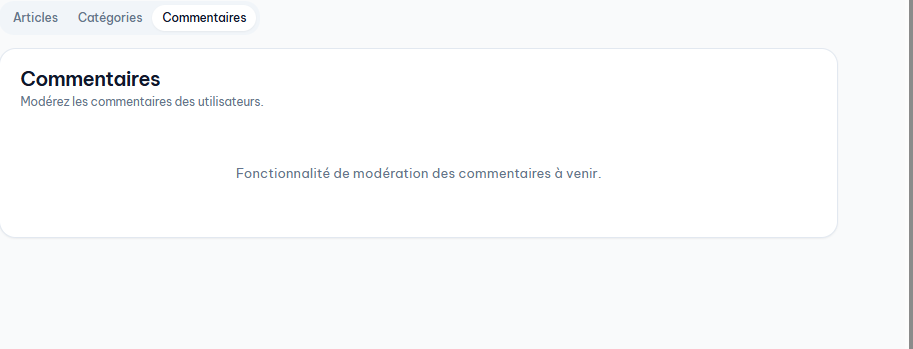 Articles Catégories Commentaires
Commentaires
Modérez les commentaires des utilisateurs.
Fonctionnalité de modération des commentaires à venir.